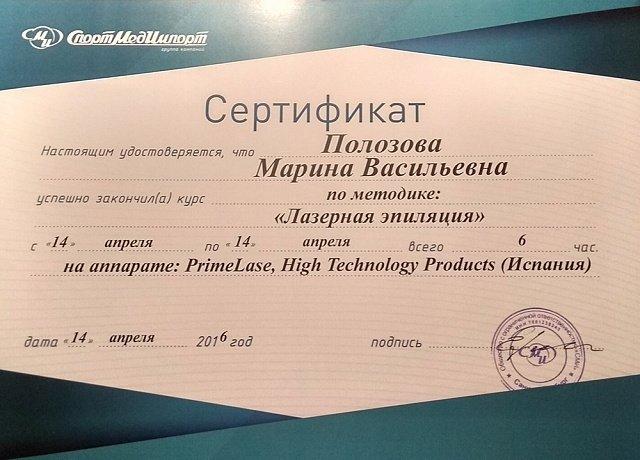 СпортМедИмпорт
группа компаний
Сертификат
Настоящим удостоверяется, что Полозова
Марина Васильевна
успешно закончил(а) курс по методике:
«Лазерная эпиляция»
с «14» апреля по «14» апреля всего 6 час.
на аппарате: PrimeLase, High Technology Products (Испания)
дата «14» апреля 2016 год подпись